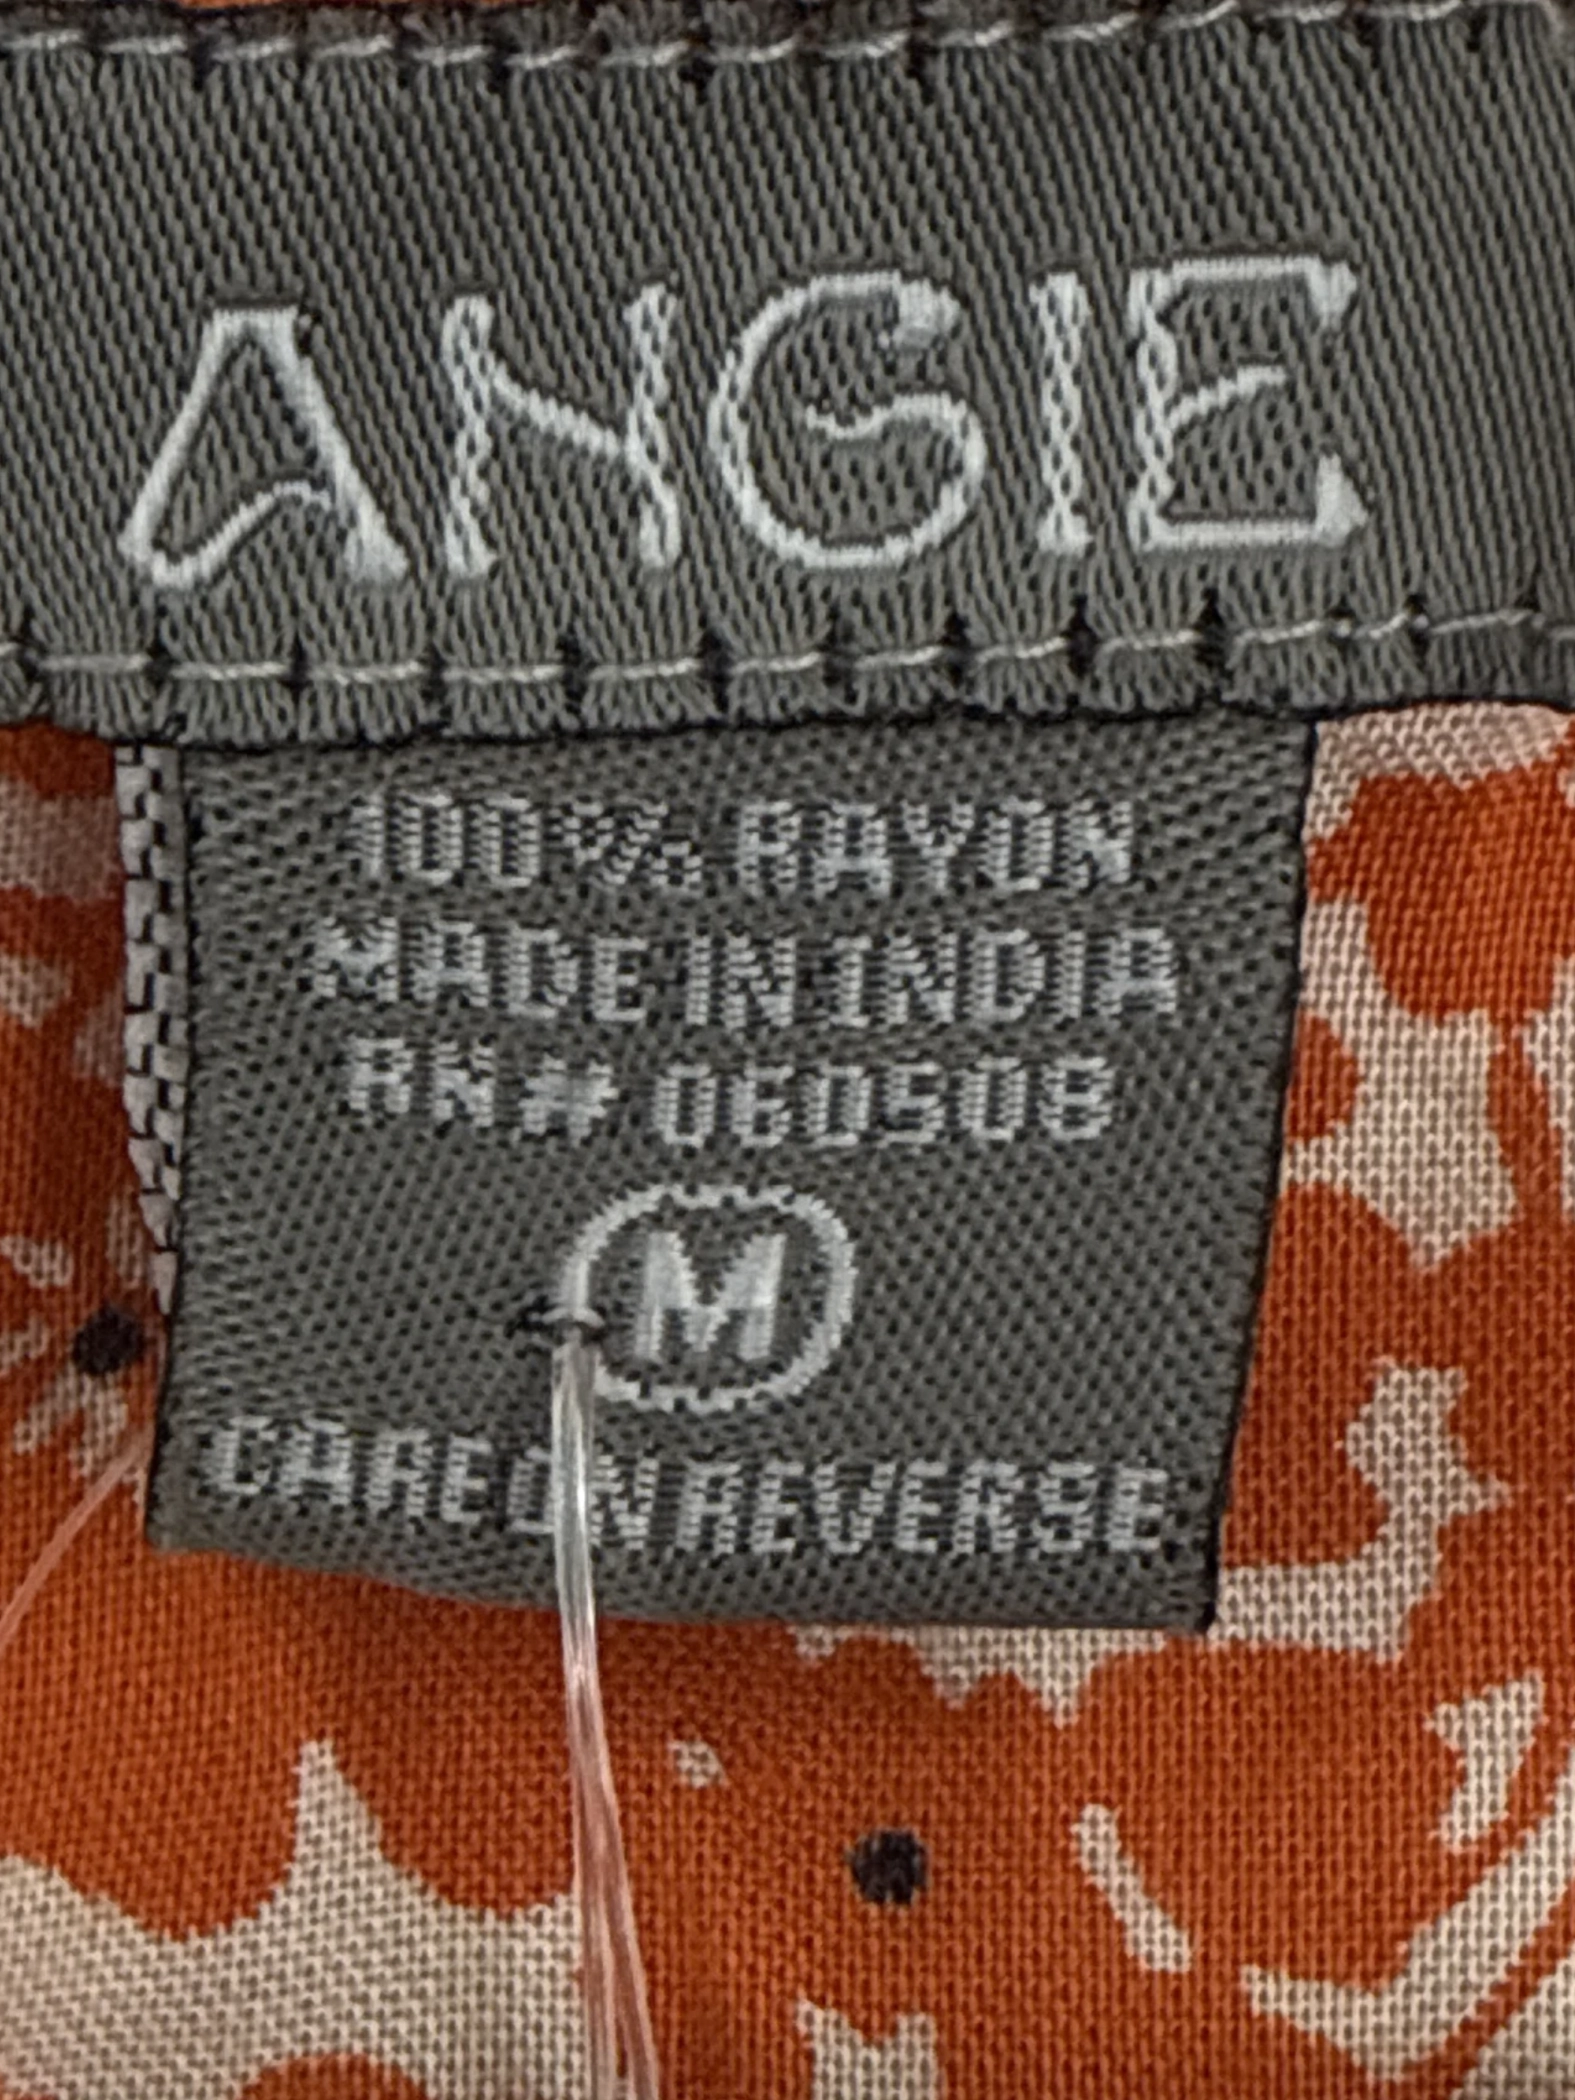 ANGIE
100% RAYON
MADE IN INDIA
RN# 060508
M
CARE ON REVERSE